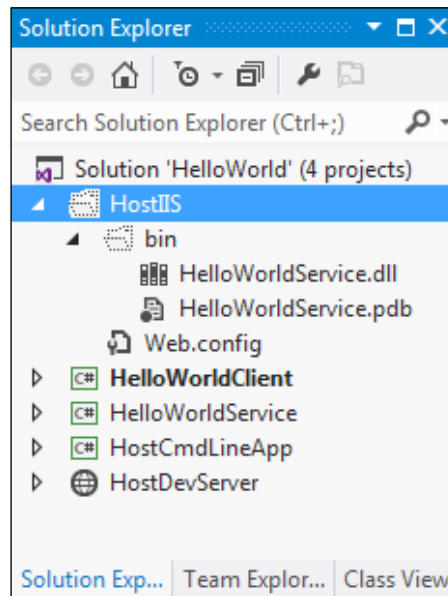 Solution Explorer
Search Solution Explorer (Ctrl+;)
Solution 'HelloWorld' (4 projects)
HostIIS
bin
HelloWorldService.dll
HelloWorldService.pdb
Web.config
C# HelloWorldClient
C# HelloWorldService
C# HostCmdLineApp
HostDevServer
Solution Exp... Team Explor... Class View